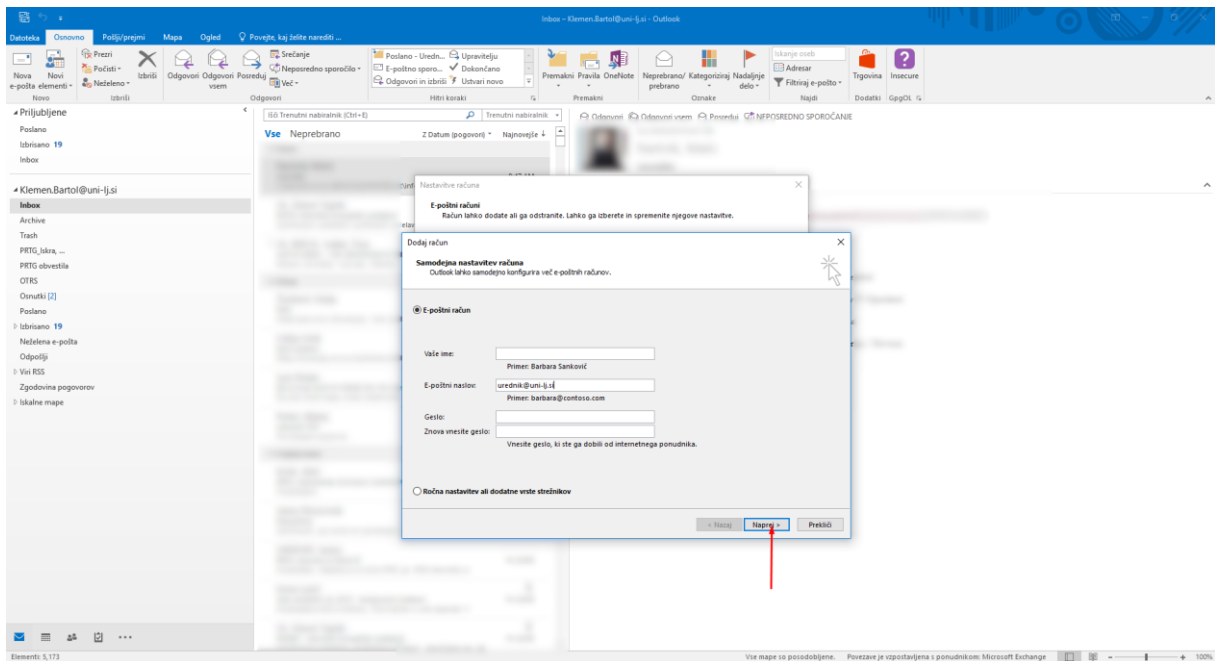 Inbox - Klemen.Bartol@uni-lj.si - Outlook
Datoteka Osnovno Pošlji/prejmi Mapa Ogled Povejte, kaj želite narediti ...
Nova e-pošta
Novi elementi
Novo
Prezri
Počisti
Neželeno
Izbriši
Izbriši
Odgovori
Odgovori vsem
Posreduj
Srečanje
Neposredno sporočilo
Več
Odgovori
Poslano - Uredn...
E-poštno sporo...
Odgovori in izbriši
Upravitelju
Dokončano
Ustvari novo
Hitri koraki
Premakni
Pravila
OneNote
Premakni
Neprebrano/ prebrano
Kategoriziraj
Nadaljnje delo
Oznake
Iskanje oseb
Adresar
Filtriraj e-pošto
Najdi
Trgovina
Dodatki
Insecure
GpgOL
Priljubljene
Poslano
Izbrisano 19
Inbox
Klemen.Bartol@uni-lj.si
Inbox
Archive
Trash
PRTG_Iskra, ...
PRTG obvestila
OTRS
Osnutki [2]
Poslano
Izbrisano 19
Neželena e-pošta
Odpošlji
Viri RSS
Zgodovina pogovorov
Iskalne mape
Išči Trenutni nabiralnik (Ctrl+E) Trenutni nabiralnik
Vse Neprebrano Z Datum (pogovori) Najnovejše
Odgovori Odgovori vsem Posreduj NEPOSREDNO SPOROČANJE
Nastavitve računa
E-poštni računi
Račun lahko dodate ali ga odstranite. Lahko ga izberete in spremenite njegove nastavitve.
Dodaj račun
Samodejna nastavitev računa
Outlook lahko samodejno konfigurira več e-poštnih računov.
E-poštni račun
Vaše ime:
Primer: Barbara Sankovič
E-poštni naslov: urednik@uni-lj.si
Primer: barbara@contoso.com
Geslo:
Znova vnesite geslo:
Vnesite geslo, ki ste ga dobili od internetnega ponudnika.
Ročna nastavitev ali dodatne vrste strežnikov
< Nazaj Naprej > Prekliči
Elementi: 5,173 Vse mape so posodobljene. Povezave je vzpostavljena s ponudnikom: Microsoft Exchange 100%